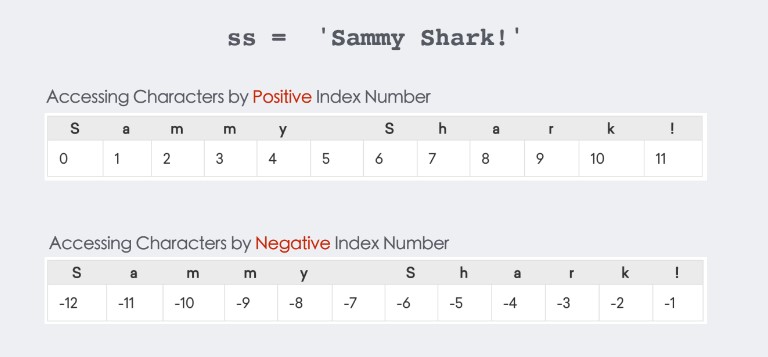 ss = 'Sammy Shark!'
Accessing Characters by Positive Index Number
S a m m y S h a r k !
0 1 2 3 4 5 6 7 8 9 10 11
Accessing Characters by Negative Index Number
S a m m y S h a r k !
-12 -11 -10 -9 -8 -7 -6 -5 -4 -3 -2 -1